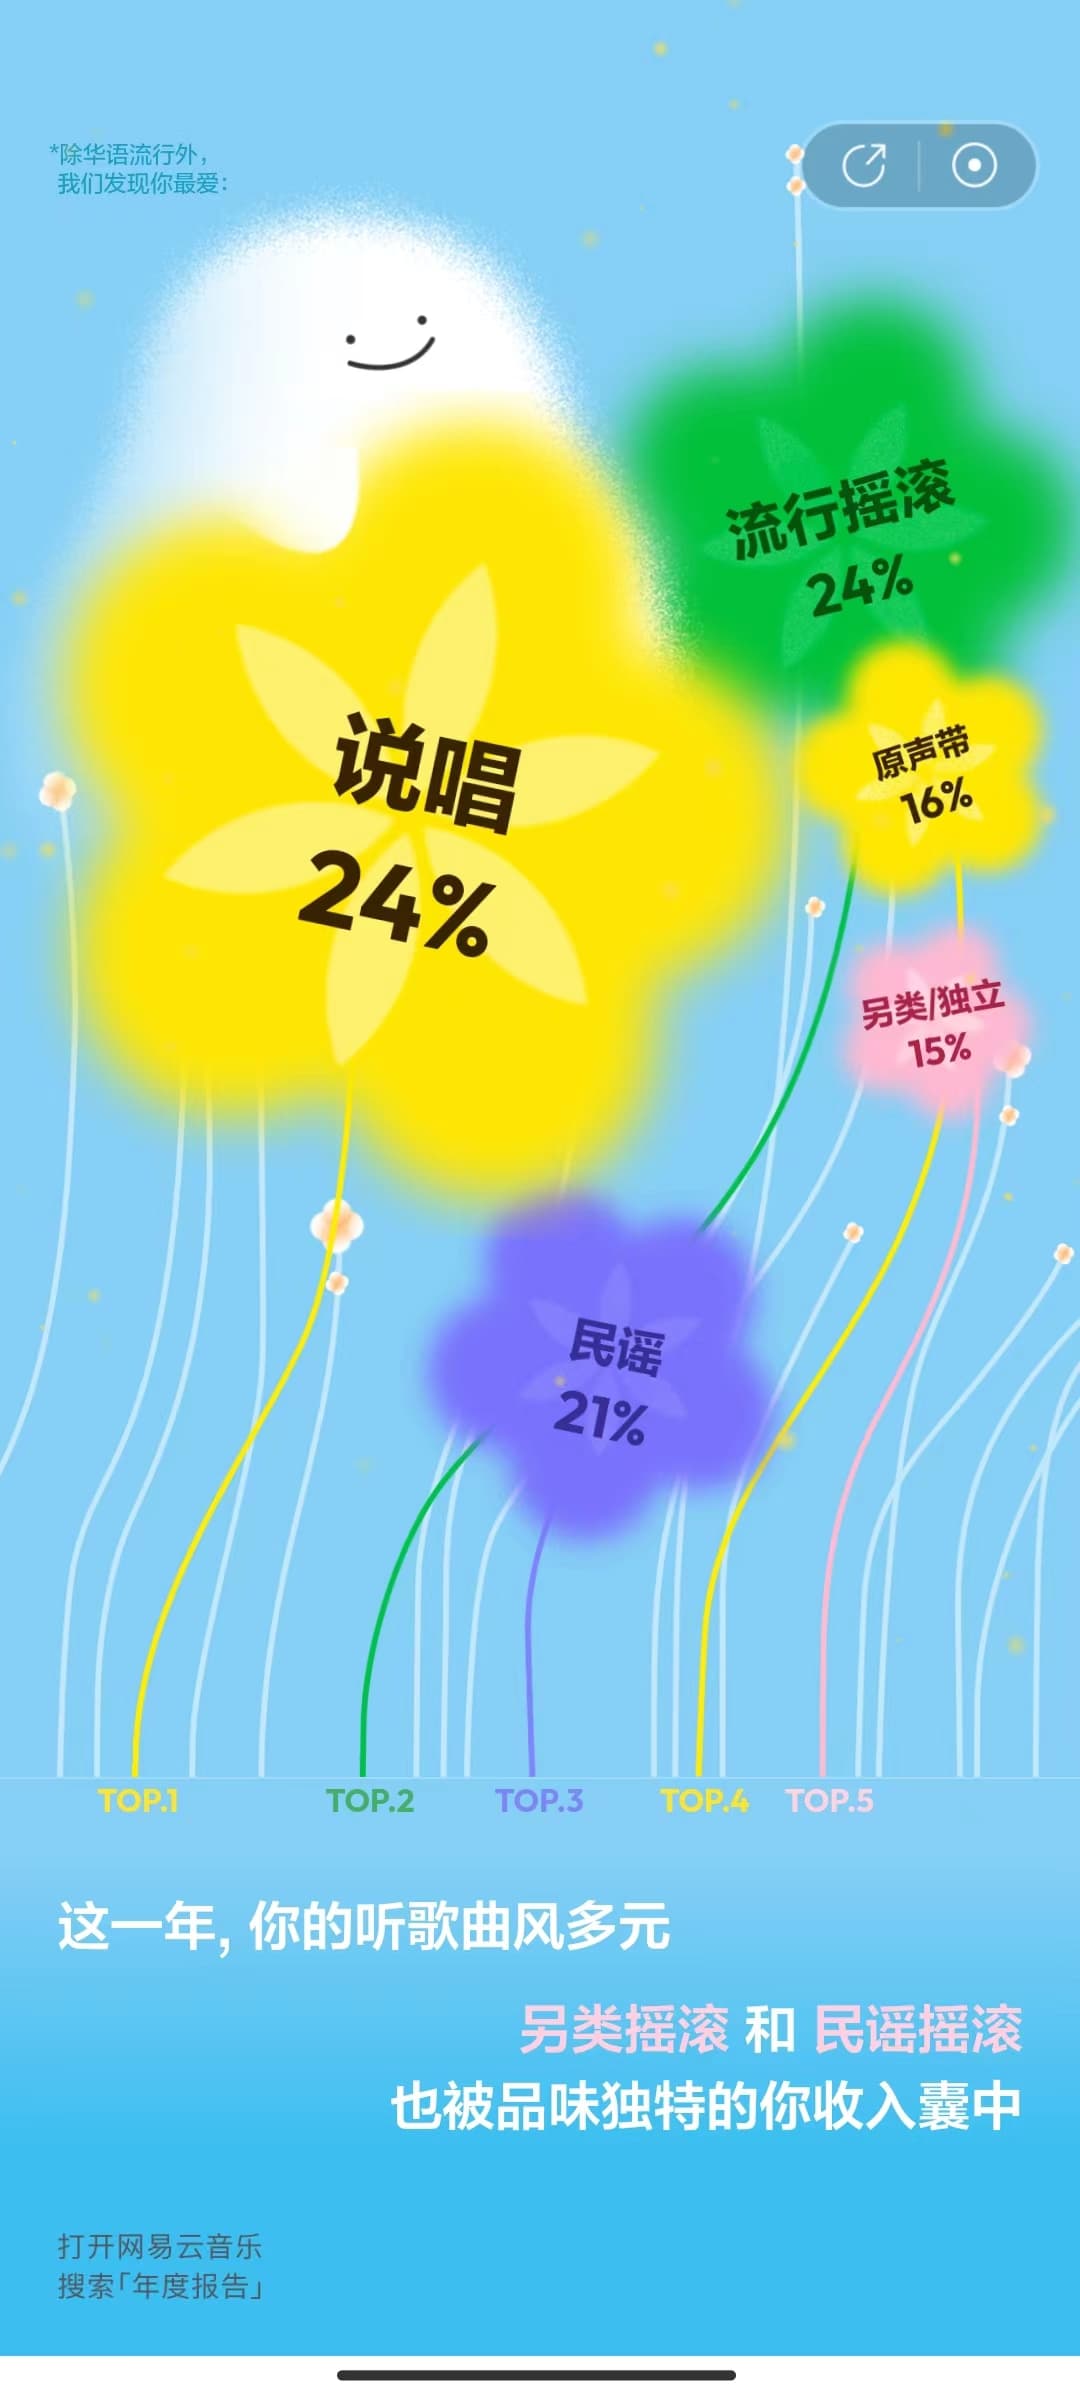 *除华语流行外，
我们发现你最爱：
流行摇滚
24%
说唱
24%
原声带
16%
另类/独立
15%
民谣
21%
TOP.1 TOP.2 TOP.3 TOP.4 TOP.5
这一年，你的听歌曲风多元
另类摇滚 和 民谣摇滚
也被品味独特的你收入囊中
打开网易云音乐
搜索「年度报告」